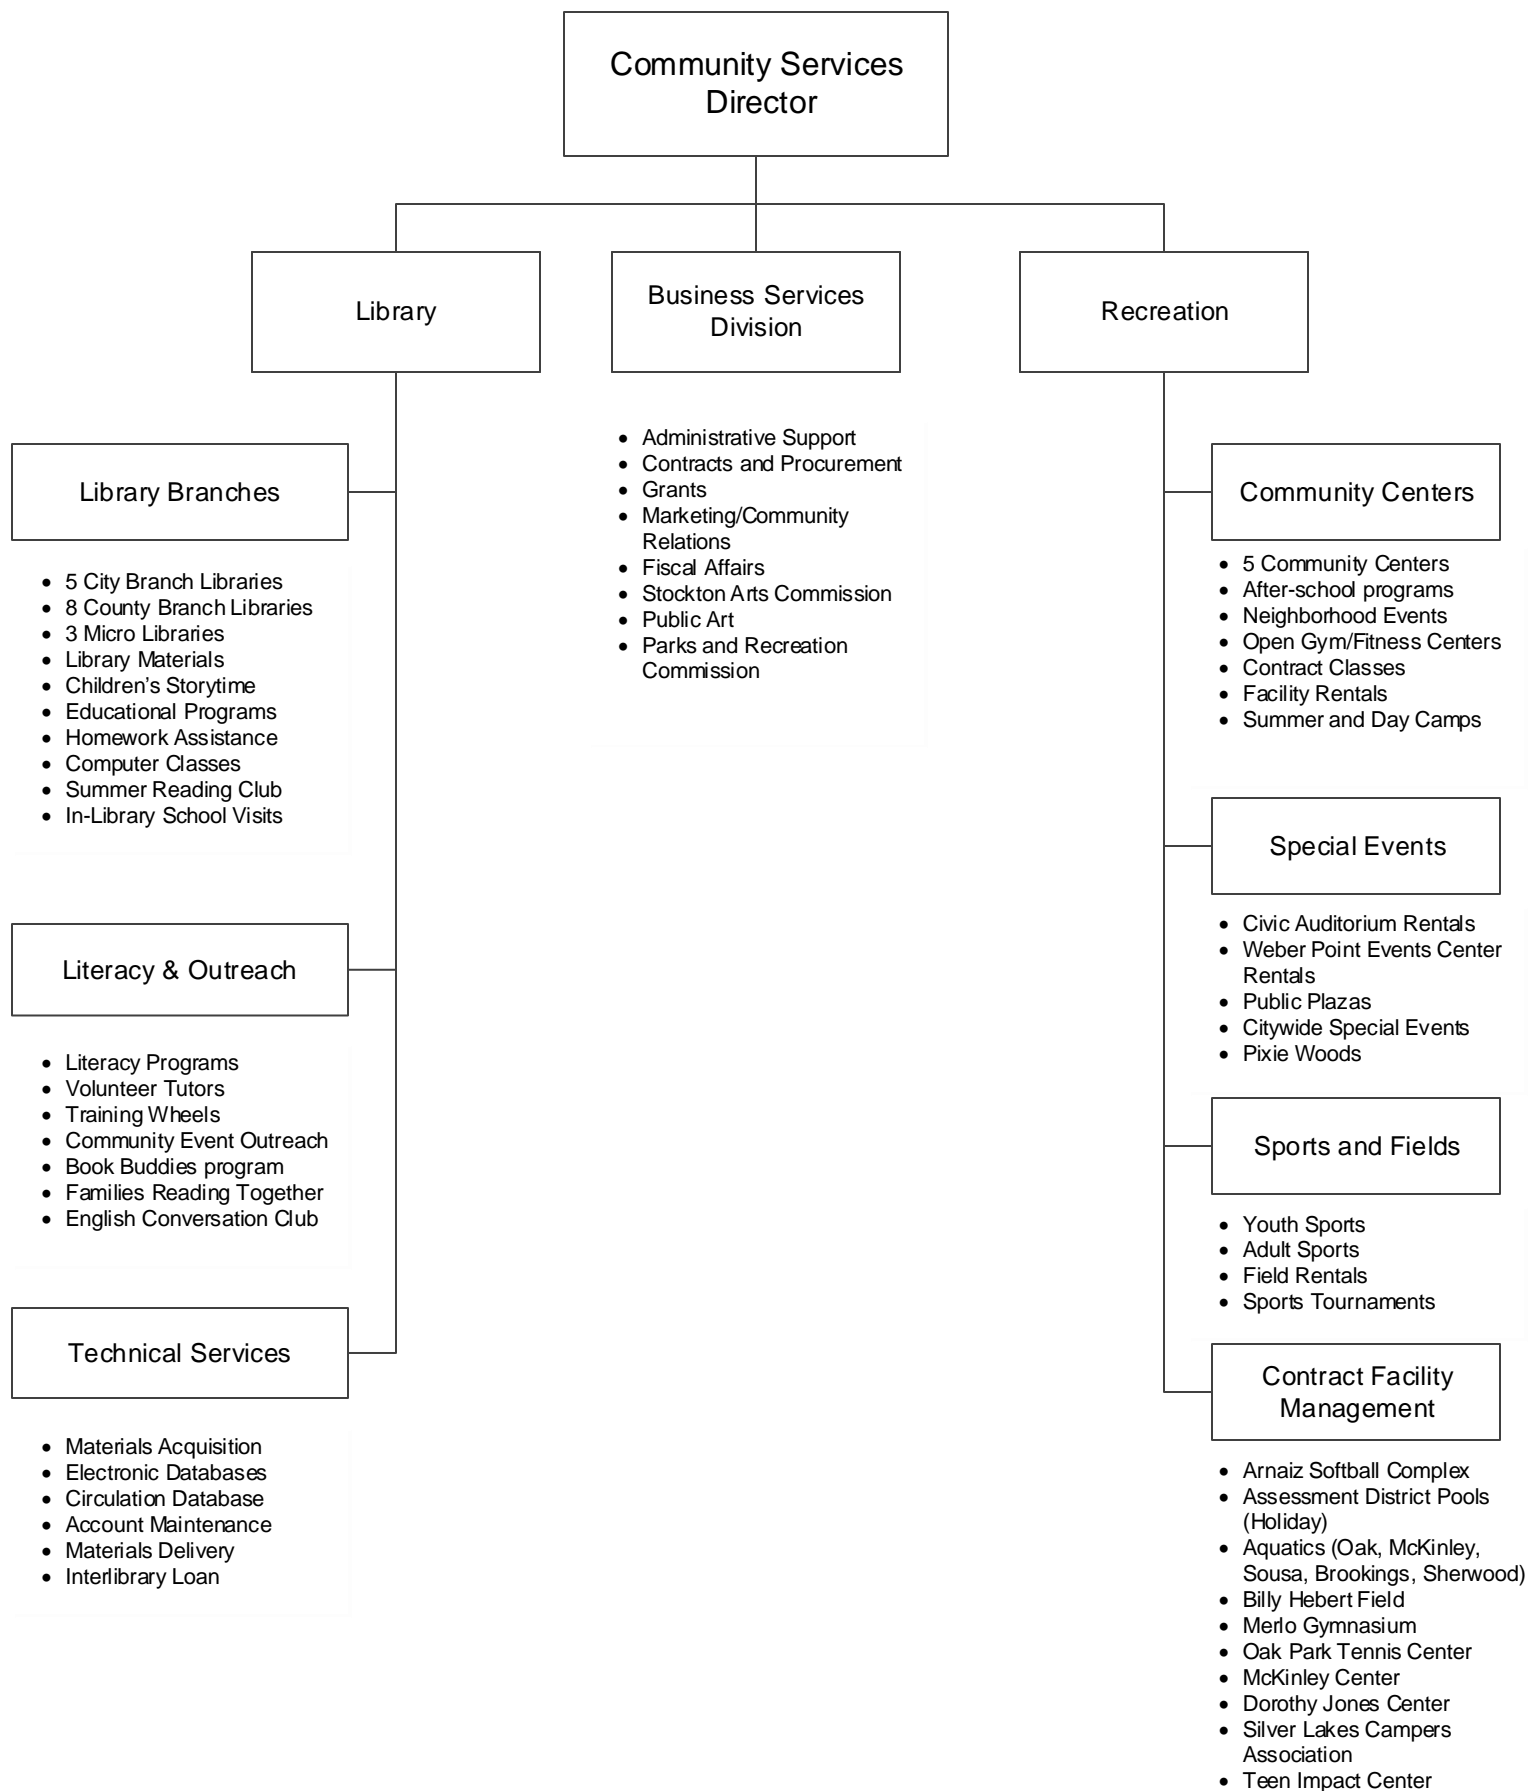 Community Services
Director
Library
Business Services
Division
Recreation
Library Branches
• 5 City Branch Libraries
• 8 County Branch Libraries
• 3 Micro Libraries
• Library Materials
• Children’s Storytime
• Educational Programs
• Homework Assistance
• Computer Classes
• Summer Reading Club
• In-Library School Visits
Literacy & Outreach
• Literacy Programs
• Volunteer Tutors
• Training Wheels
• Community Event Outreach
• Book Buddies program
• Families Reading Together
• English Conversation Club
Technical Services
• Materials Acquisition
• Electronic Databases
• Circulation Database
• Account Maintenance
• Materials Delivery
• Interlibrary Loan
• Administrative Support
• Contracts and Procurement
• Grants
• Marketing/Community
Relations
• Fiscal Affairs
• Stockton Arts Commission
• Public Art
• Parks and Recreation
Commission
Community Centers
• 5 Community Centers
• After-school programs
• Neighborhood Events
• Open Gym/Fitness Centers
• Contract Classes
• Facility Rentals
• Summer and Day Camps
Special Events
• Civic Auditorium Rentals
• Weber Point Events Center
Rentals
• Public Plazas
• Citywide Special Events
• Pixie Woods
Sports and Fields
• Youth Sports
• Adult Sports
• Field Rentals
• Sports Tournaments
Contract Facility
Management
• Arnaiz Softball Complex
• Assessment District Pools
(Holiday)
• Aquatics (Oak, McKinley,
Sousa, Brookings, Sherwood)
• Billy Hebert Field
• Merlo Gymnasium
• Oak Park Tennis Center
• McKinley Center
• Dorothy Jones Center
• Silver Lakes Campers
Association
• Teen Impact Center